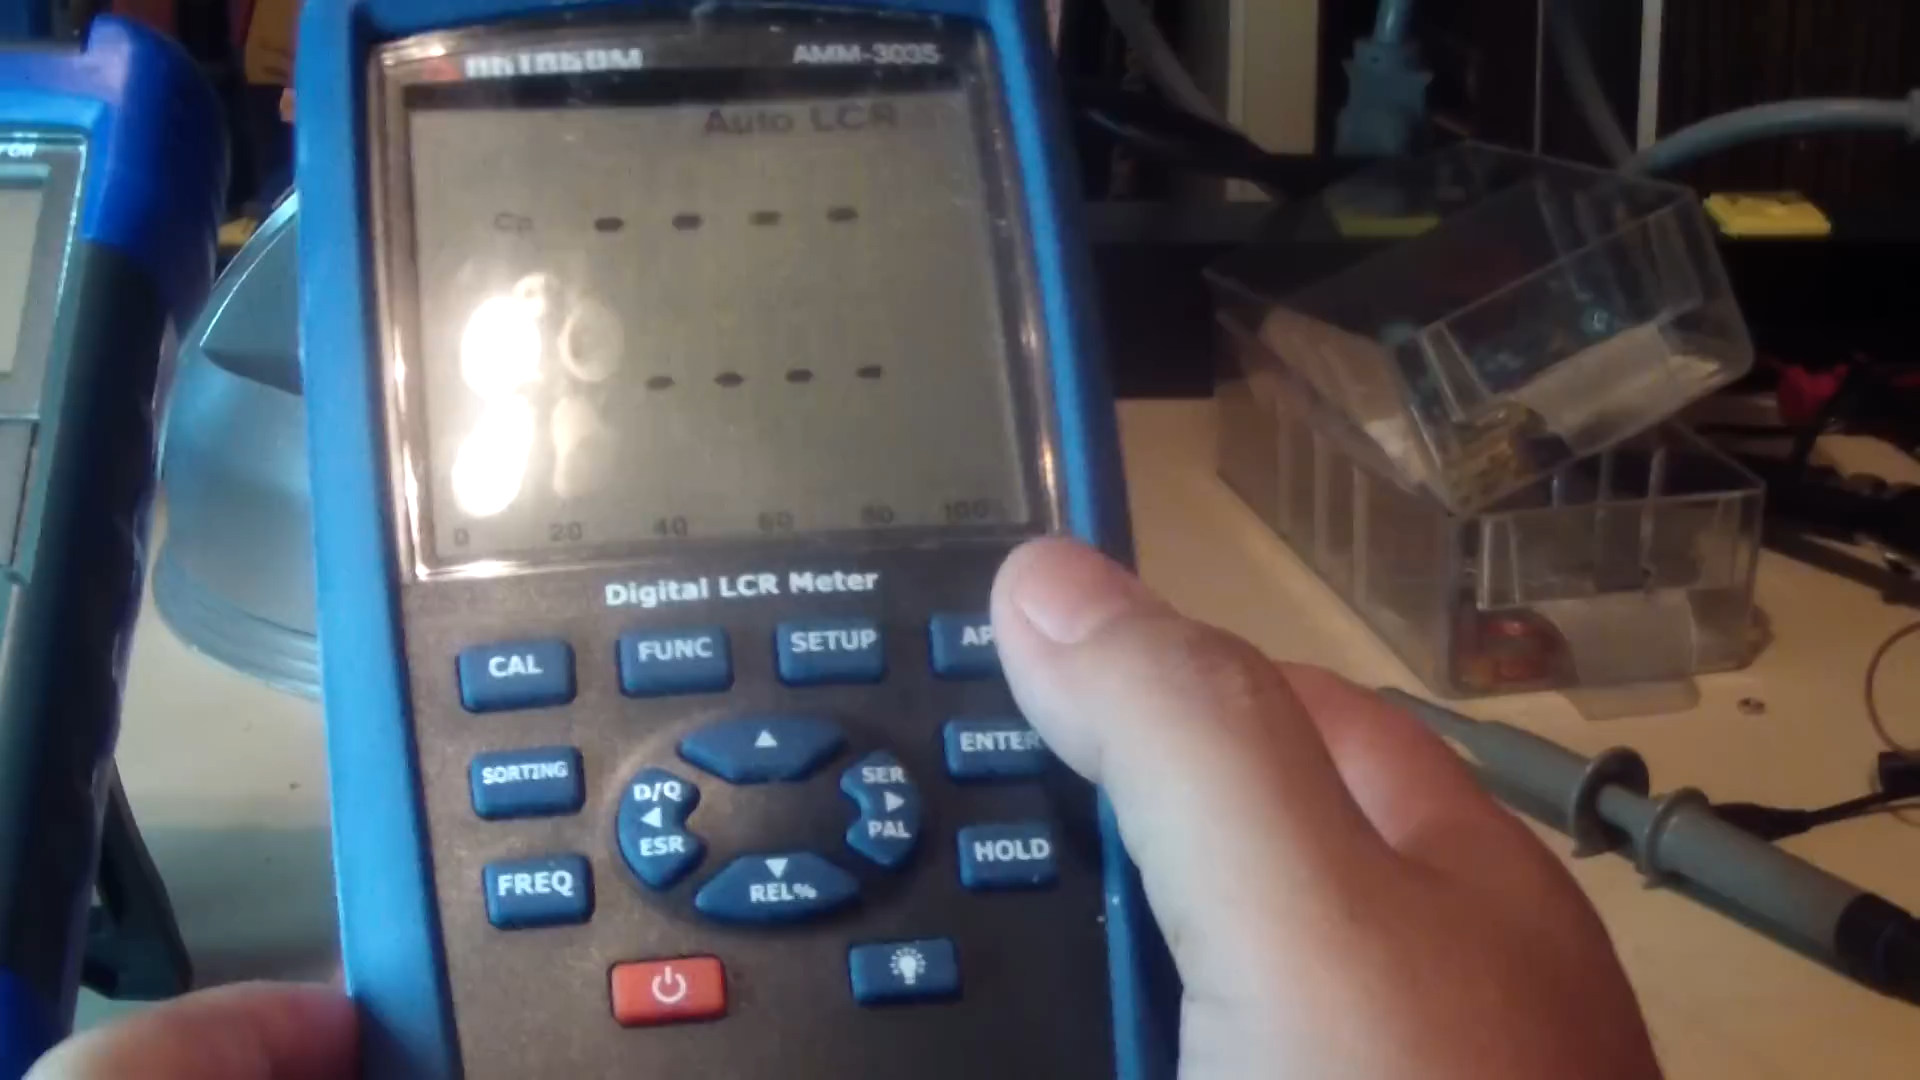 AKTAKOM AMM-3035
Auto LCR
Cp
- - - -
- - - -
0 20 40 60 80 100%
Digital LCR Meter
CAL FUNC SETUP
SORTING ▲ ENTER
D/Q ◀ ESR
SER ▶ PAL
FREQ ▼ REL% HOLD